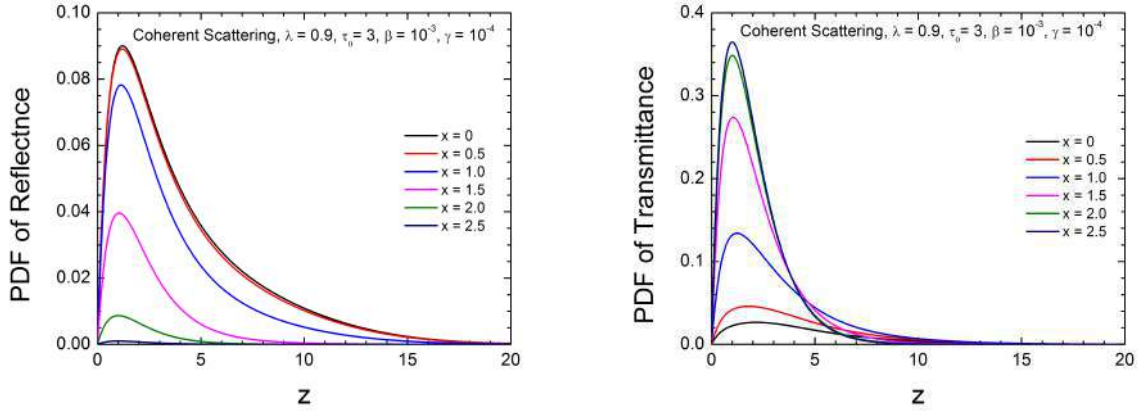 Coherent Scattering, λ = 0.9, τ₀ = 3, β = 10⁻³, γ = 10⁻⁴
0.10
0.08
0.06
0.04
0.02
0.00
PDF of Reflectnce
x = 0
x = 0.5
x = 1.0
x = 1.5
x = 2.0
x = 2.5
0 5 10 15 20
z
Coherent Scattering, λ = 0.9, τ₀ = 3, β = 10⁻³, γ = 10⁻⁴
0.4
0.3
0.2
0.1
0.0
PDF of Transmittance
x = 0
x = 0.5
x = 1.0
x = 1.5
x = 2.0
x = 2.5
0 5 10 15 20
z